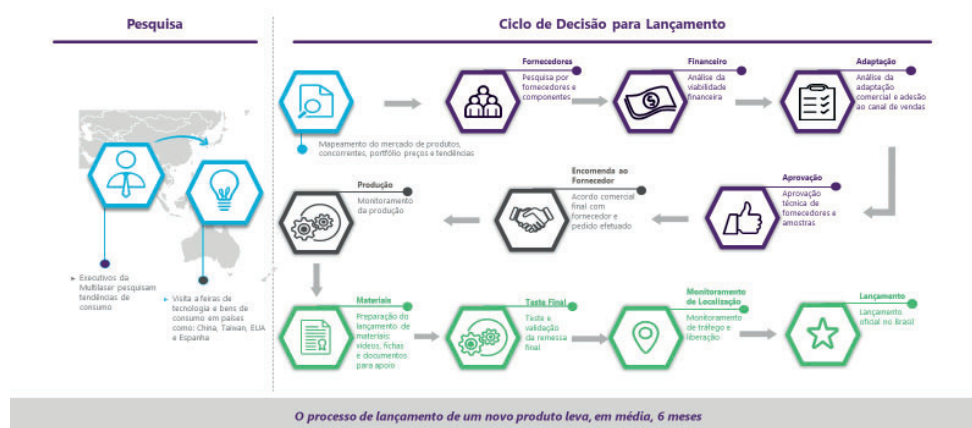 Pesquisa
Executivos da
Multilaser pesquisam
tendências de
consumo
Visita a feiras de
tecnologia e bens de
consumo em países
como: China, Taiwan, EUA
e Espanha
Ciclo de Decisão para Lançamento
Mapeamento do mercado de produtos,
concorrentes, portfólio preços e tendências
Fornecedores
Pesquisa por
fornecedores e
componentes
Financeiro
Análise da
viabilidade
financeira
Adaptação
Análise da
adaptação
comercial e adesão
ao canal de vendas
Aprovação
Aprovação
técnica de
fornecedores e
amostras
Encomenda ao
Fornecedor
Acordo comercial
final com
fornecedor e
pedido efetuado
Produção
Monitoramento
da produção
Materiais
Preparação do
lançamento de
materiais:
vídeos, fichas
e documentos
para apoio
Teste Final
Teste e
validação
da remessa
final
Monitoramento
de Localização
Monitoramento
de tráfego e
liberação
Lançamento
Lançamento
oficial no Brasil
O processo de lançamento de um novo produto leva, em média, 6 meses